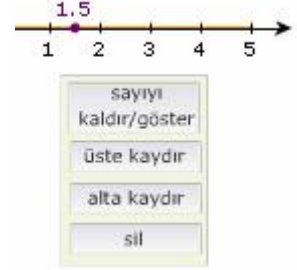 1.5
1 2 3 4 5
sayıyı
kaldır/göster
üste kaydır
alta kaydır
sil